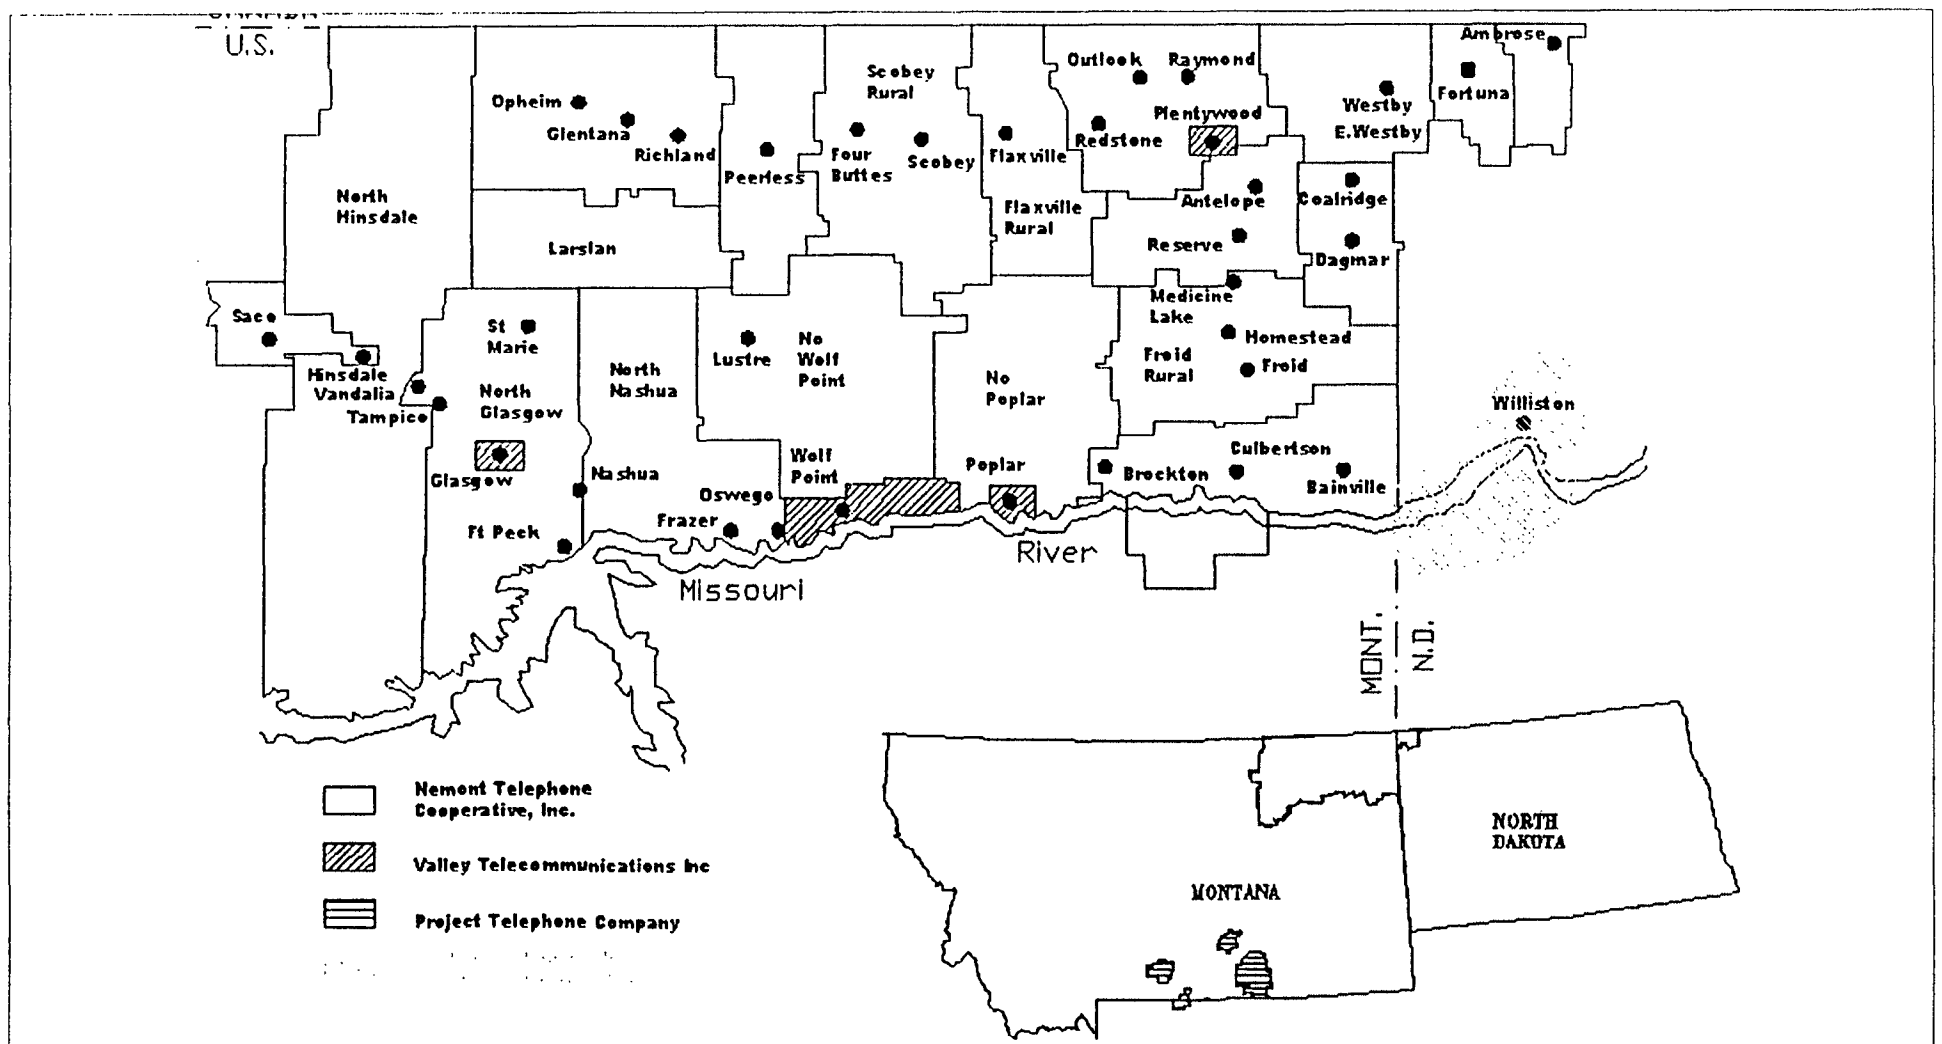 CANADA
U.S.
Ambrose
Outlook
Raymond
Scobey
Rural
Fortuna
Opheim
Westby
Plentywood
Glentana
E.Westby
Redstone
Richland
Four
Buttes
Scobey
Flaxville
Peerless
North
Hinsdale
Antelope
Coalridge
Flaxville
Rural
Larslan
Reserve
Dagmar
Medicine
Lake
Saco
St
Marie
Lustre
No
Wolf
Point
Homestead
Froid
Rural
Froid
Hinsdale
Vandalia
Tampico
North
Glasgow
North
Nashua
No
Poplar
Williston
Culbertson
Wolf
Point
Poplar
Brockton
Bainville
Glasgow
Nashua
Oswego
Frazer
Ft Peck
River
Missouri
MONT.
N.D.
Nemont Telephone
Cooperative, Inc.
Valley Telecommunications Inc
Project Telephone Company
NORTH
DAKOTA
MONTANA